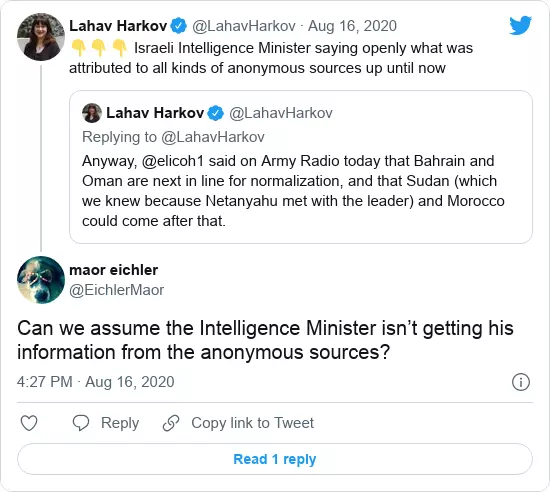 Lahav Harkov @LahavHarkov · Aug 16, 2020
👇👇👇 Israeli Intelligence Minister saying openly what was
attributed to all kinds of anonymous sources up until now
Lahav Harkov @LahavHarkov
Replying to @LahavHarkov
Anyway, @elicoh1 said on Army Radio today that Bahrain and
Oman are next in line for normalization, and that Sudan (which
we knew because Netanyahu met with the leader) and Morocco
could come after that.
maor eichler
@EichlerMaor
Can we assume the Intelligence Minister isn’t getting his
information from the anonymous sources?
4:27 PM · Aug 16, 2020
Reply Copy link to Tweet
Read 1 reply